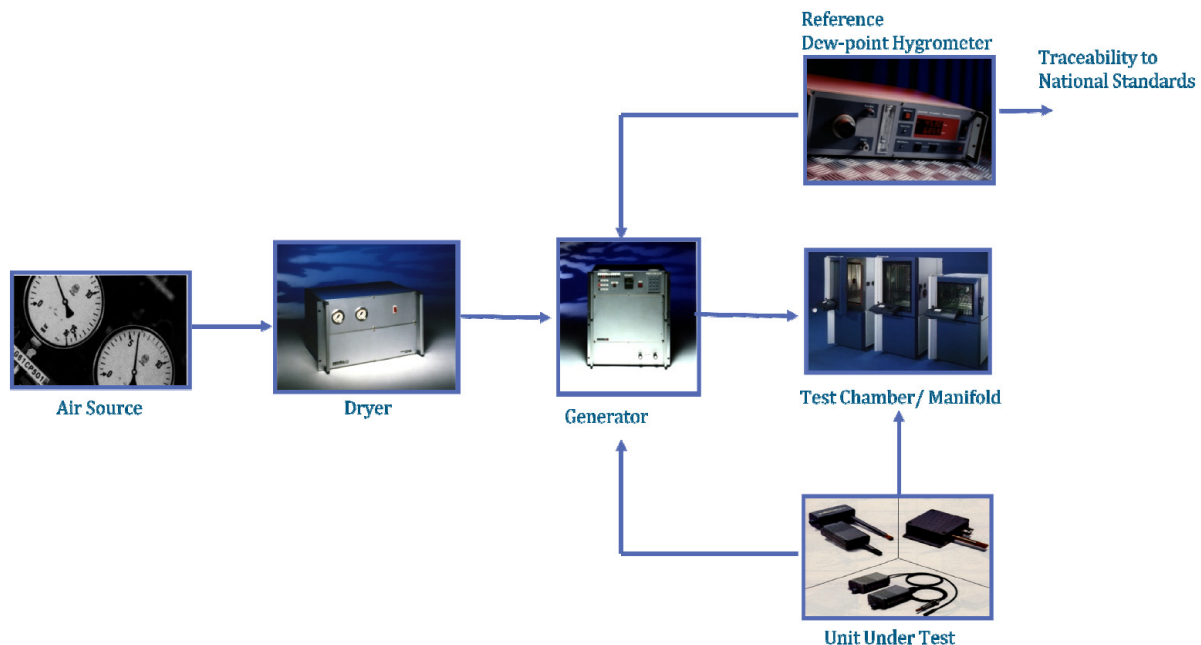 Reference
Dew-point Hygrometer
Traceability to
National Standards
Air Source
Dryer
Generator
Test Chamber/ Manifold
Unit Under Test